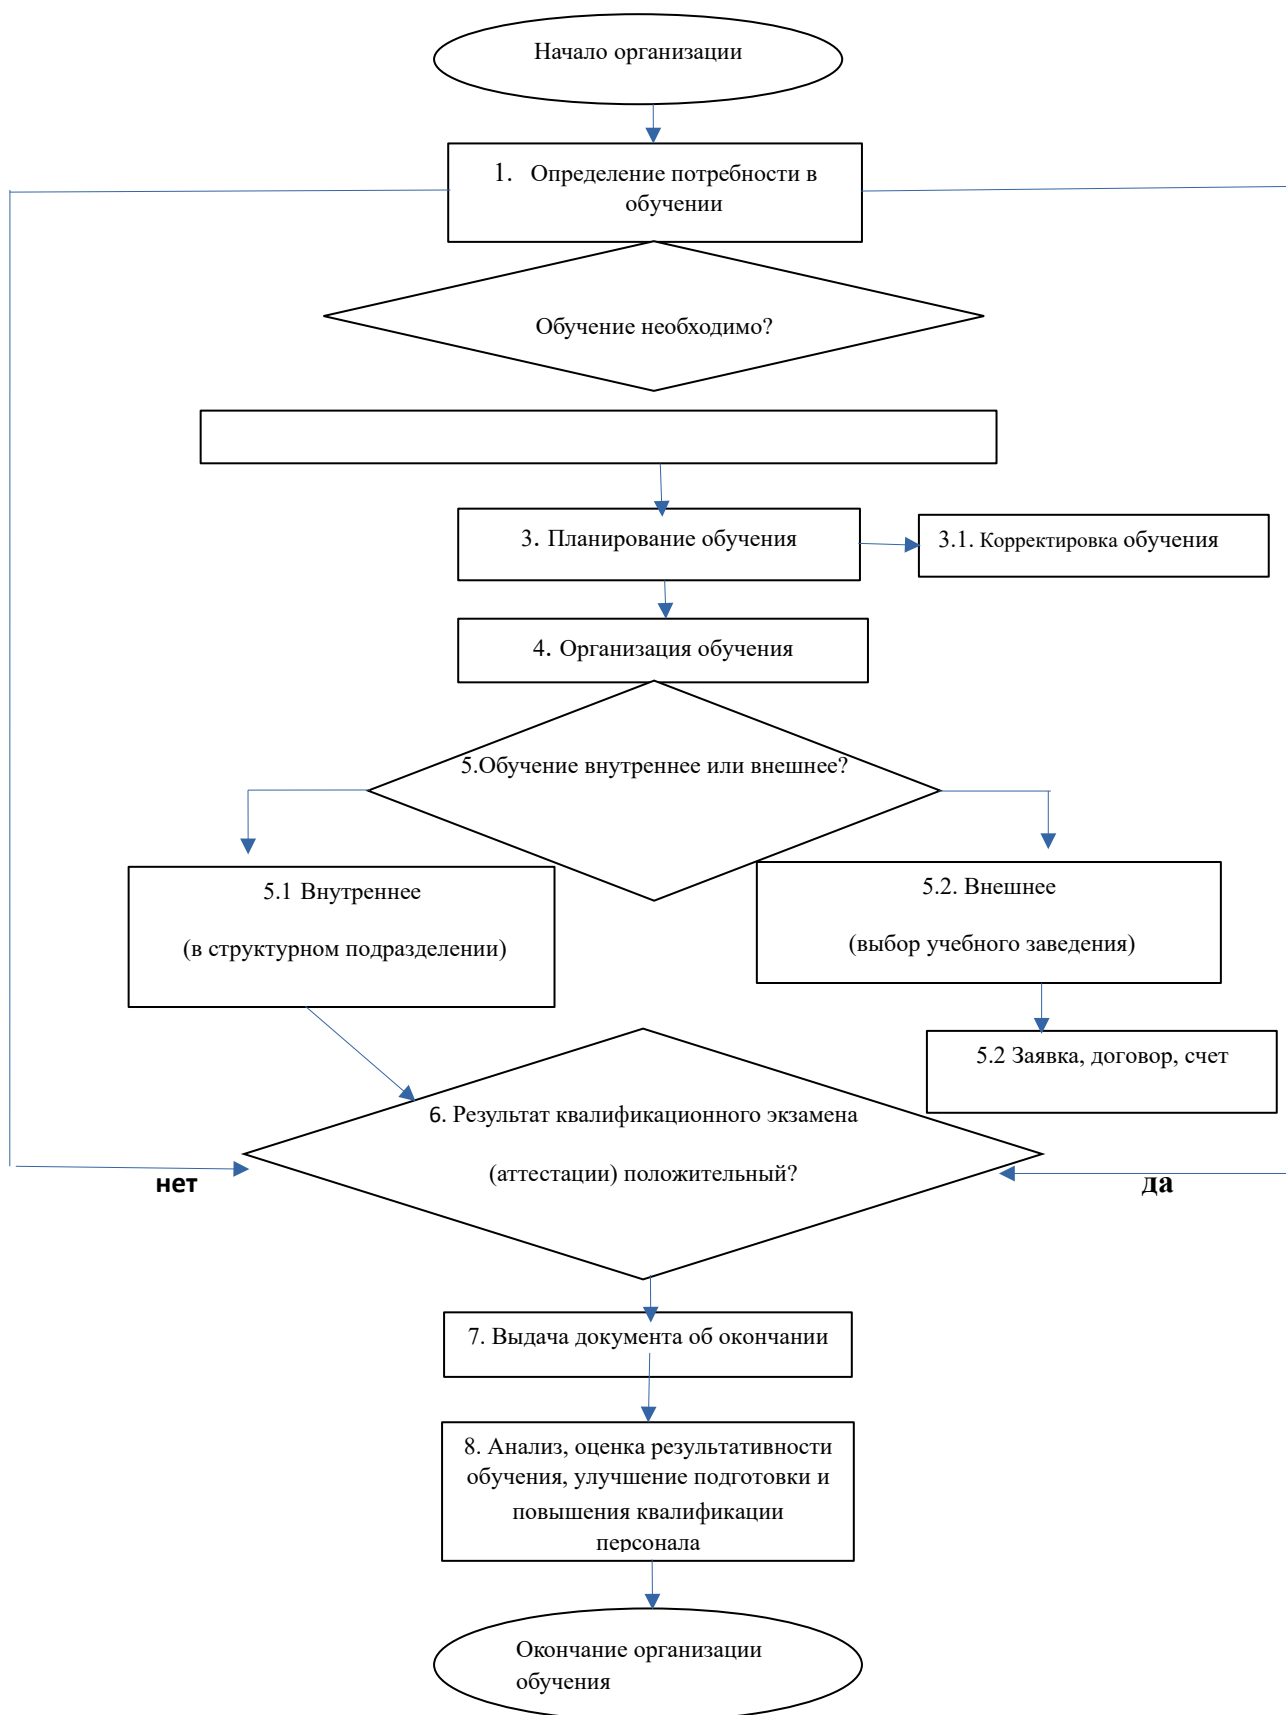 Начало организации
1. Определение потребности в
обучении
Обучение необходимо?
3. Планирование обучения
3.1. Корректировка обучения
4. Организация обучения
5.Обучение внутреннее или внешнее?
5.1 Внутреннее
(в структурном подразделении)
5.2. Внешнее
(выбор учебного заведения)
5.2 Заявка, договор, счет
6. Результат квалификационного экзамена
(аттестации) положительный?
нет
да
7. Выдача документа об окончании
8. Анализ, оценка результативности
обучения, улучшение подготовки и
повышения квалификации
персонала
Окончание организации
обучения